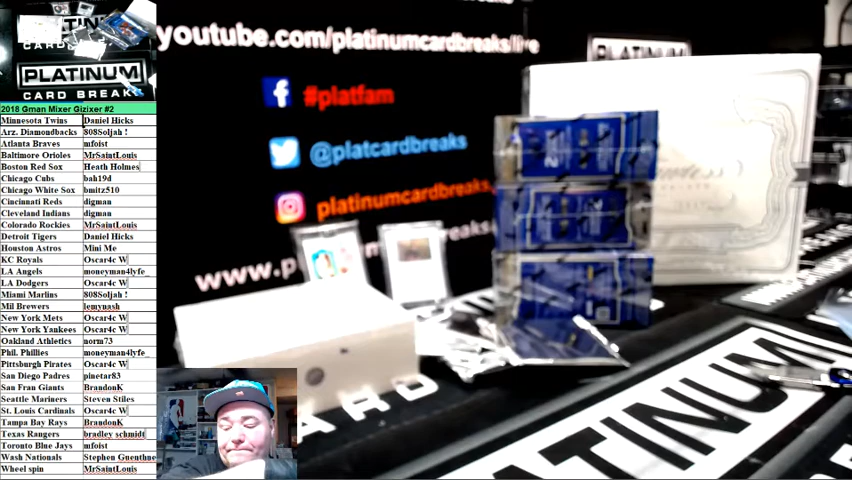 PLATINUM
CARD BREAKS
2018 Gman Mixer Gizixer #2
Minnesota Twins Daniel Hicks
Arz. Diamondbacks 808Soljah !
Atlanta Braves mfoist
Baltimore Orioles MrSaintLouis
Boston Red Sox Heath Holmes
Chicago Cubs bah19d
Chicago White Sox bmitz510
Cincinnati Reds digman
Cleveland Indians digman
Colorado Rockies MrSaintLouis
Detroit Tigers Daniel Hicks
Houston Astros Mini Me
KC Royals Oscar4c W
LA Angels moneyman4lyfe_
LA Dodgers Oscar4c W
Miami Marlins 808Soljah !
Mil Brewers lemynash
New York Mets Oscar4c W
New York Yankees Oscar4c W
Oakland Athletics norm73
Phil. Phillies moneyman4lyfe_
Pittsburgh Pirates Oscar4c W
San Diego Padres pinetar83
San Fran Giants BrandonK
Seattle Mariners Steven Stiles
St. Louis Cardinals Oscar4c W
Tampa Bay Rays BrandonK
Texas Rangers bradley schmidt
Toronto Blue Jays mfoist
Wash Nationals Stephen Guenthne
Wheel spin MrSaintLouis
youtube.com/platinumcardbreaks/live
#platfam
@platcardbreaks
platinumcardbreaks
www.p
reaks
PLATINUM
ARD
ATINUM